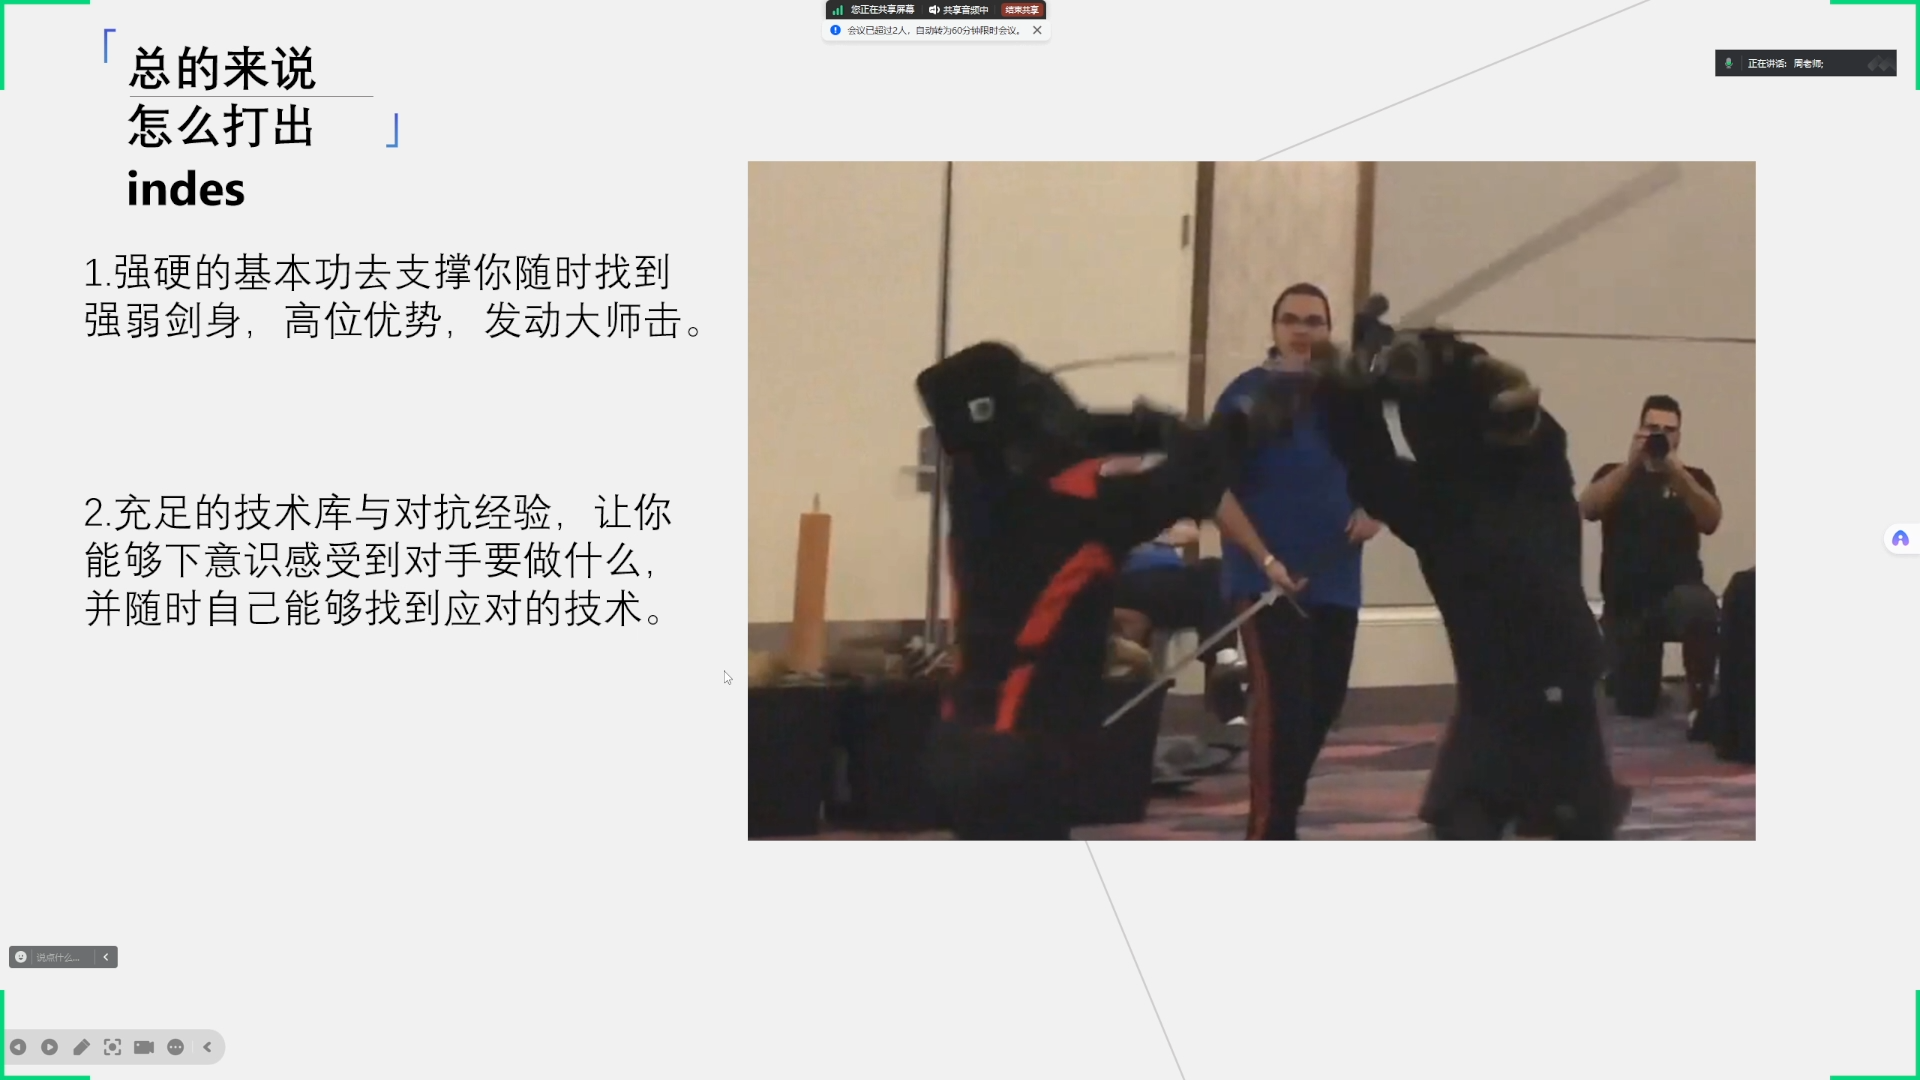 您正在共享屏幕 共享音频中 结束共享
会议已超过2人，自动转为60分钟限时会议。
正在讲话: 周老师;
总的来说
怎么打出
indes
1.强硬的基本功去支撑你随时找到
强弱剑身，高位优势，发动大师击。
2.充足的技术库与对抗经验，让你
能够下意识感受到对手要做什么，
并随时自己能够找到应对的技术。
说点什么...